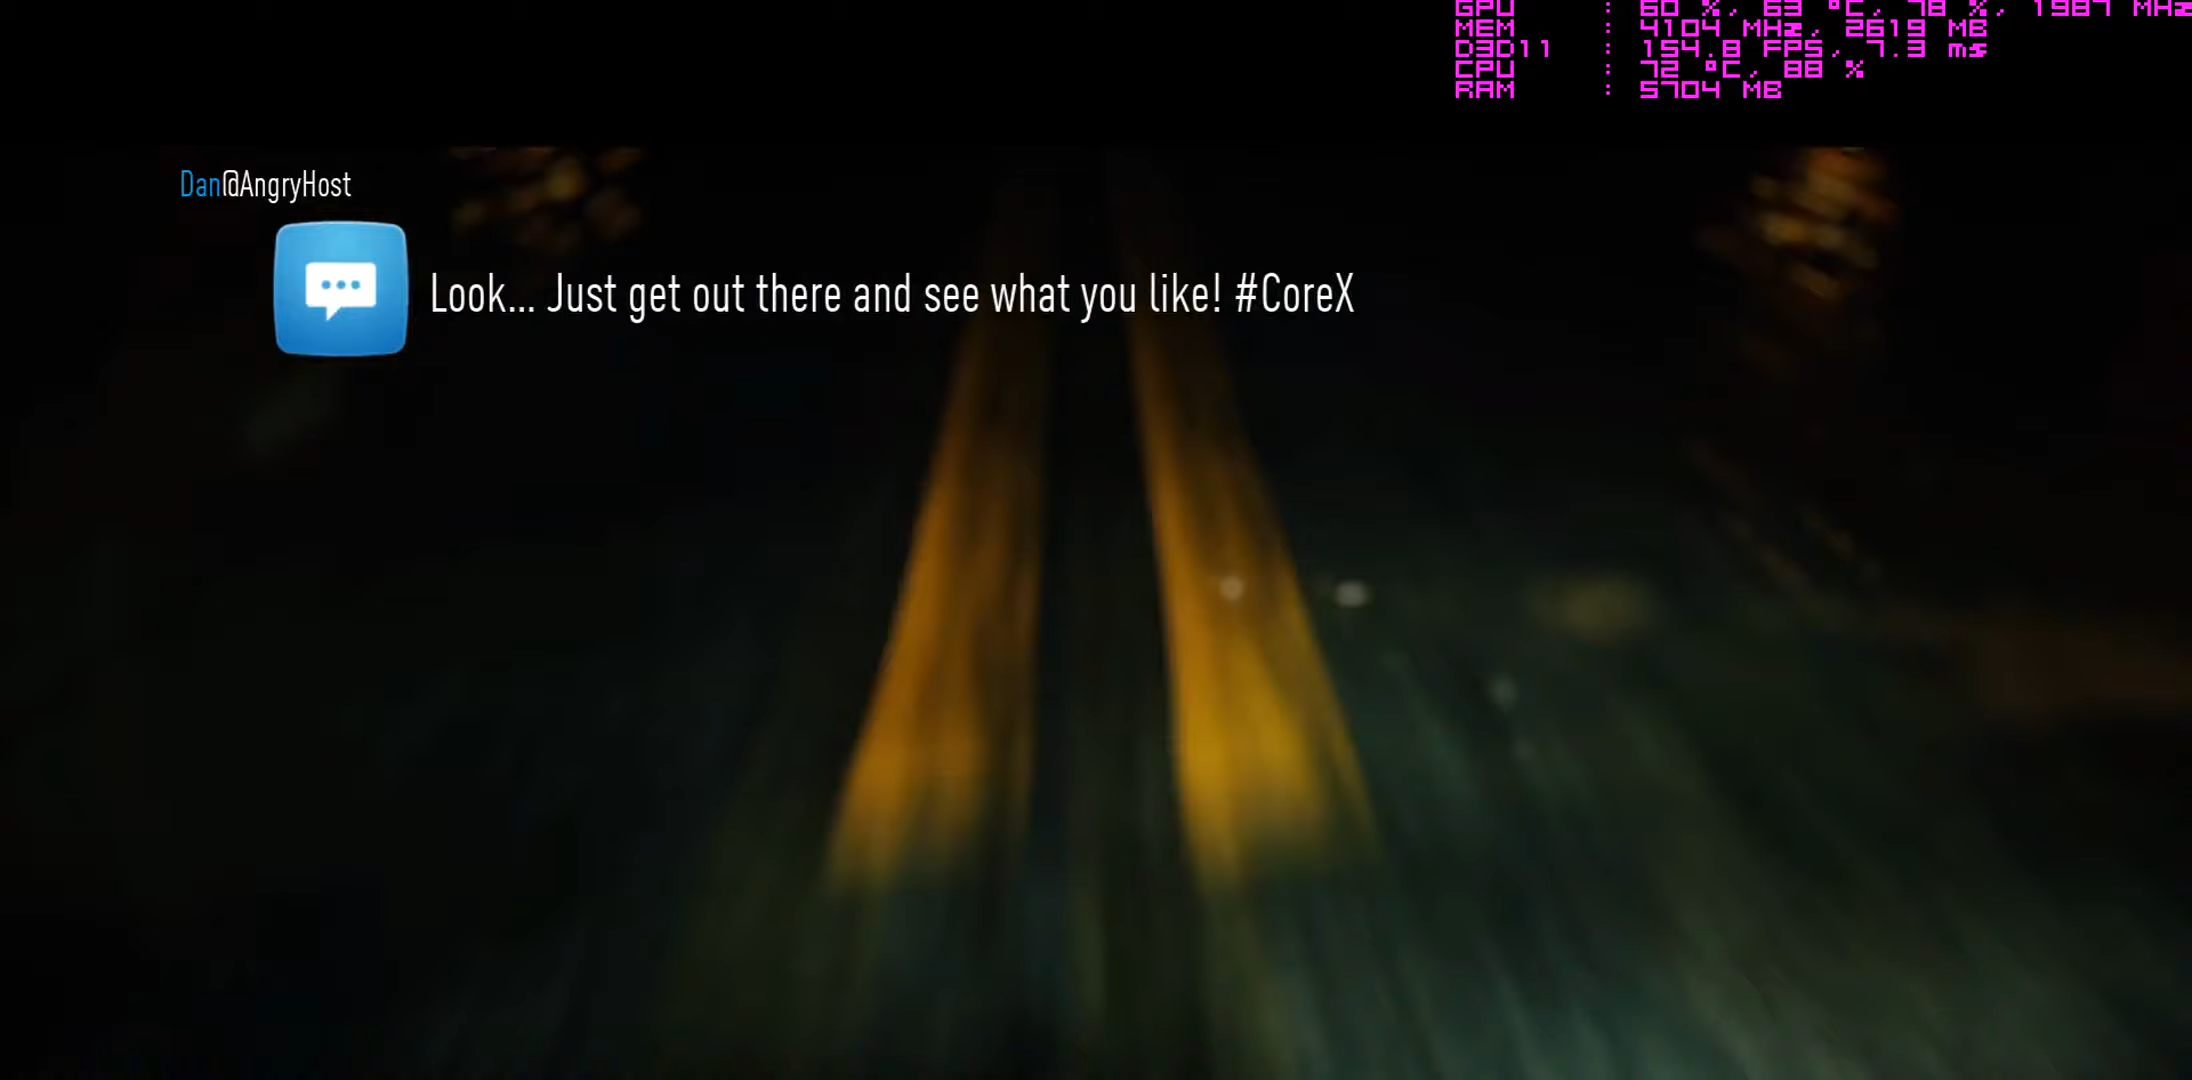 GPU : 60 %, 63 °C, 78 %, 1987 MHz
MEM : 4104 MHz, 2619 MB
D3D11 : 154.8 FPS, 7.3 ms
CPU : 72 °C, 88 %
RAM : 5704 MB
Dan@AngryHost
Look... Just get out there and see what you like! #CoreX